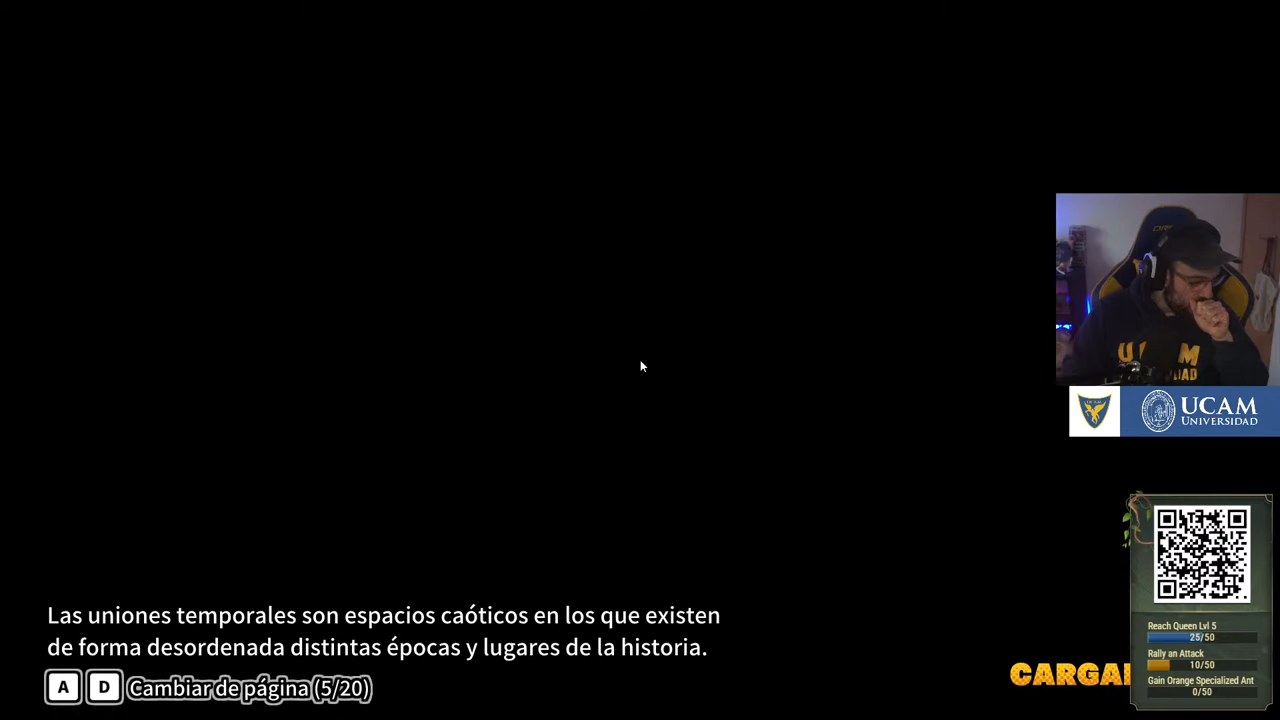 UCAM
UNIVERSIDAD
Reach Queen Lvl 5
25/50
Rally an Attack
10/50
Gain Orange Specialized Ant
0/50
Las uniones temporales son espacios caóticos en los que existen
de forma desordenada distintas épocas y lugares de la historia.
A D Cambiar de página (5/20)